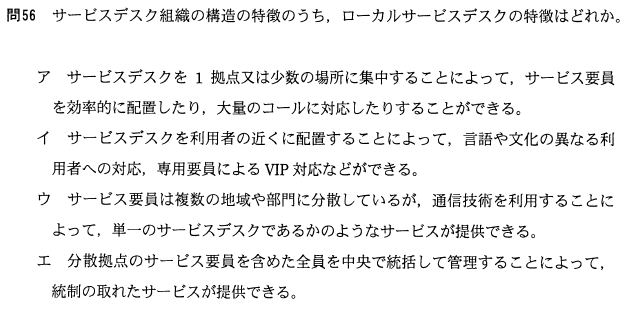 問56 サービスデスク組織の構造の特徴のうち，ローカルサービスデスクの特徴はどれか。
ア サービスデスクを1拠点又は少数の場所に集中することによって，サービス要員
を効率的に配置したり，大量のコールに対応したりすることができる。
イ サービスデスクを利用者の近くに配置することによって，言語や文化の異なる利
用者への対応，専用要員によるVIP対応などができる。
ウ サービス要員は複数の地域や部門に分散しているが，通信技術を利用することに
よって，単一のサービスデスクであるかのようなサービスが提供できる。
エ 分散拠点のサービス要員を含めた全員を中央で統括して管理することによって，
統制の取れたサービスが提供できる。